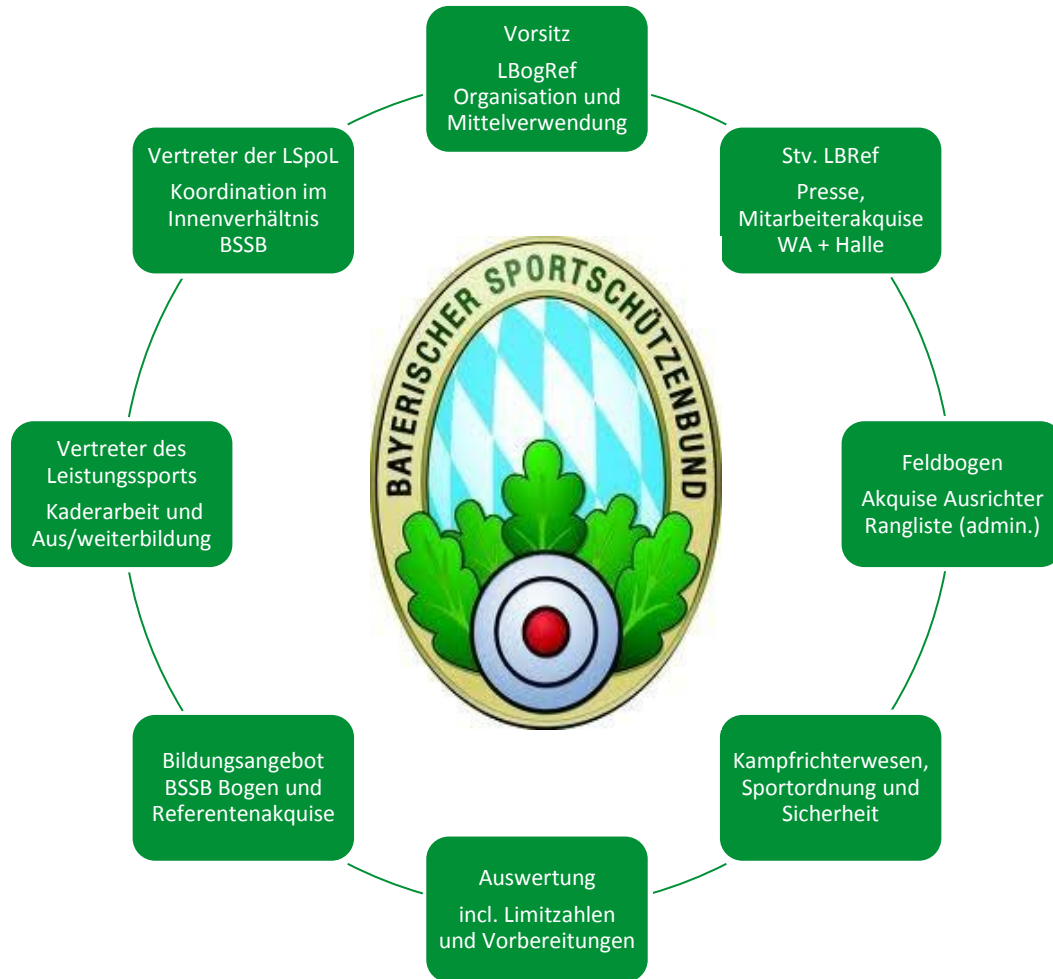 Vorsitz
LBogRef
Organisation und
Mittelverwendung
Stv. LBRef
Presse,
Mitarbeiterakquise
WA + Halle
Feldbogen
Akquise Ausrichter
Rangliste (admin.)
Kampfrichterwesen,
Sportordnung und
Sicherheit
Auswertung
incl. Limitzahlen
und Vorbereitungen
Bildungsangebot
BSSB Bogen und
Referentenakquise
Vertreter des
Leistungssports
Kaderarbeit und
Aus/weiterbildung
Vertreter der LSpoL
Koordination im
Innenverhältnis
BSSB
BAYERISCHER SPORTSCHÜTZENBUND